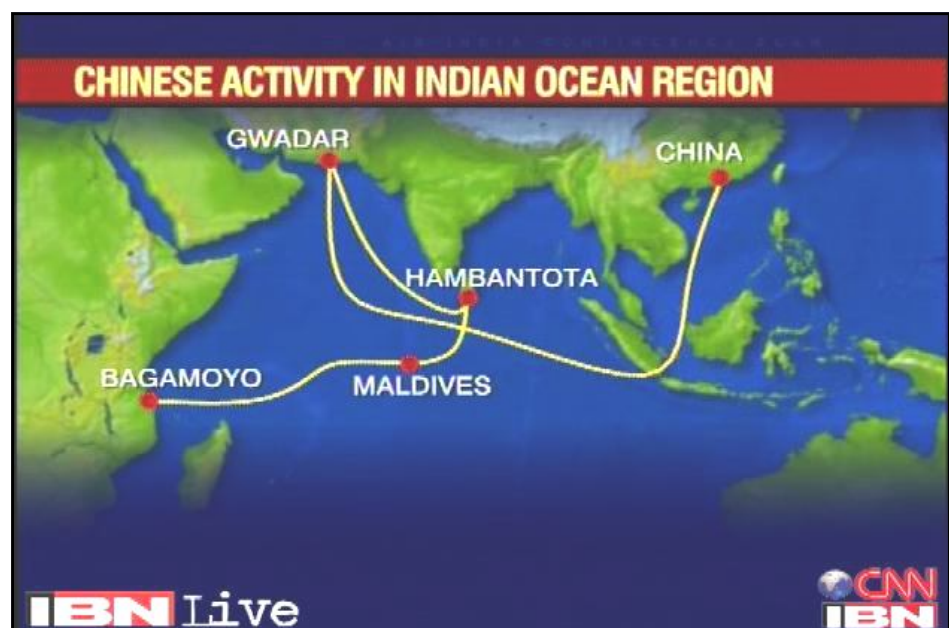 CHINESE ACTIVITY IN INDIAN OCEAN REGION
GWADAR
CHINA
HAMBANTOTA
BAGAMOYO
MALDIVES
IBN Live
CNN
IBN